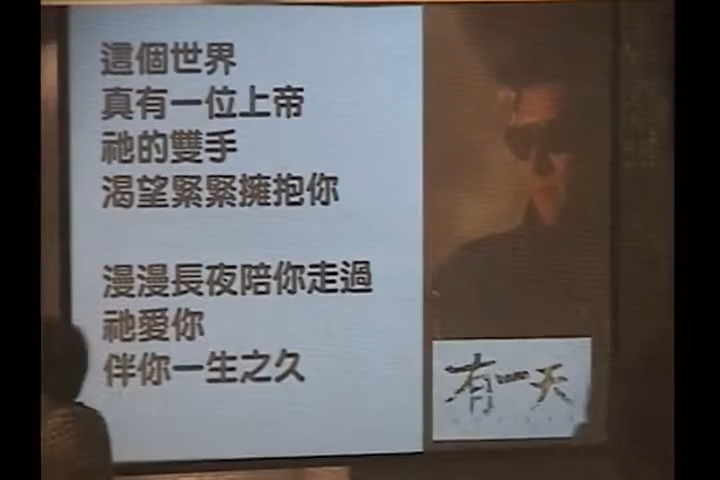 這個世界
真有一位上帝
祂的雙手
渴望緊緊擁抱你
漫漫長夜陪你走過
祂愛你
伴你一生之久
有一天